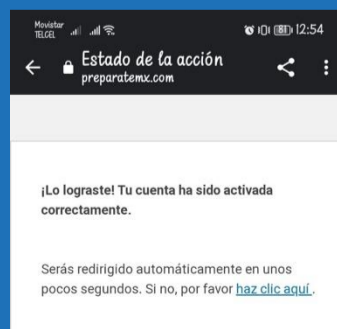 Movistar
TELCEL 81 12:54
Estado de la acción
preparatemx.com
¡Lo lograste! Tu cuenta ha sido activada
correctamente.
Serás redirigido automáticamente en unos
pocos segundos. Si no, por favor haz clic aquí.